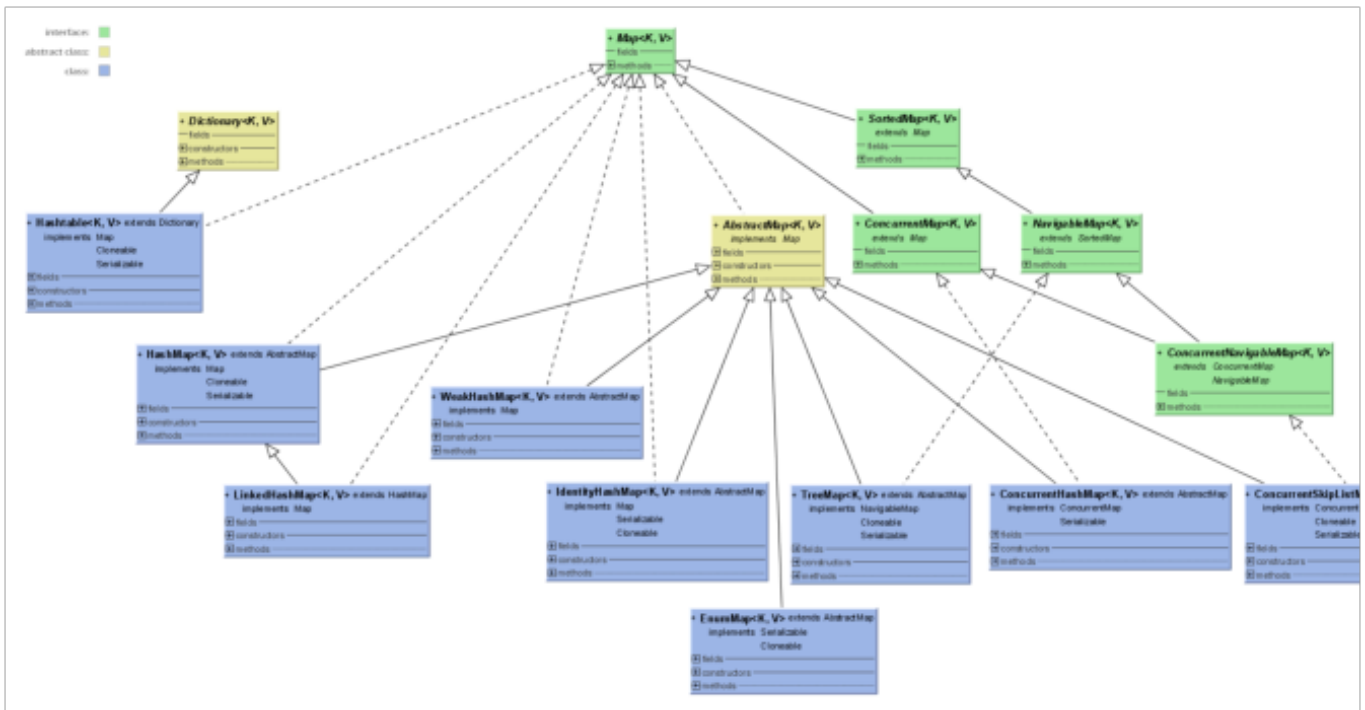 interface:
abstract class:
class:
Map<K, V>
fields
methods
Dictionary<K, V>
fields
constructors
methods
SortedMap<K, V>
extends Map
fields
methods
Hashtable<K, V> extends Dictionary
implements Map
Cloneable
Serializable
fields
constructors
methods
AbstractMap<K, V>
implements Map
fields
constructors
methods
ConcurrentMap<K, V>
extends Map
fields
methods
NavigableMap<K, V>
extends SortedMap
fields
methods
HashMap<K, V> extends AbstractMap
implements Map
Cloneable
Serializable
fields
constructors
methods
ConcurrentNavigableMap<K, V>
extends ConcurrentMap
NavigableMap
fields
methods
WeakHashMap<K, V> extends AbstractMap
implements Map
fields
constructors
methods
LinkedHashMap<K, V> extends HashMap
implements Map
fields
constructors
methods
IdentityHashMap<K, V> extends AbstractMap
implements Map
Serializable
Cloneable
fields
constructors
methods
TreeMap<K, V> extends AbstractMap
implements NavigableMap
Cloneable
Serializable
fields
constructors
methods
ConcurrentHashMap<K, V> extends AbstractMap
implements ConcurrentMap
Serializable
fields
constructors
methods
ConcurrentSkipListM
implements Concurrent
Cloneable
Serializable
fields
constructors
methods
EnumMap<K, V> extends AbstractMap
implements Serializable
Cloneable
fields
constructors
methods